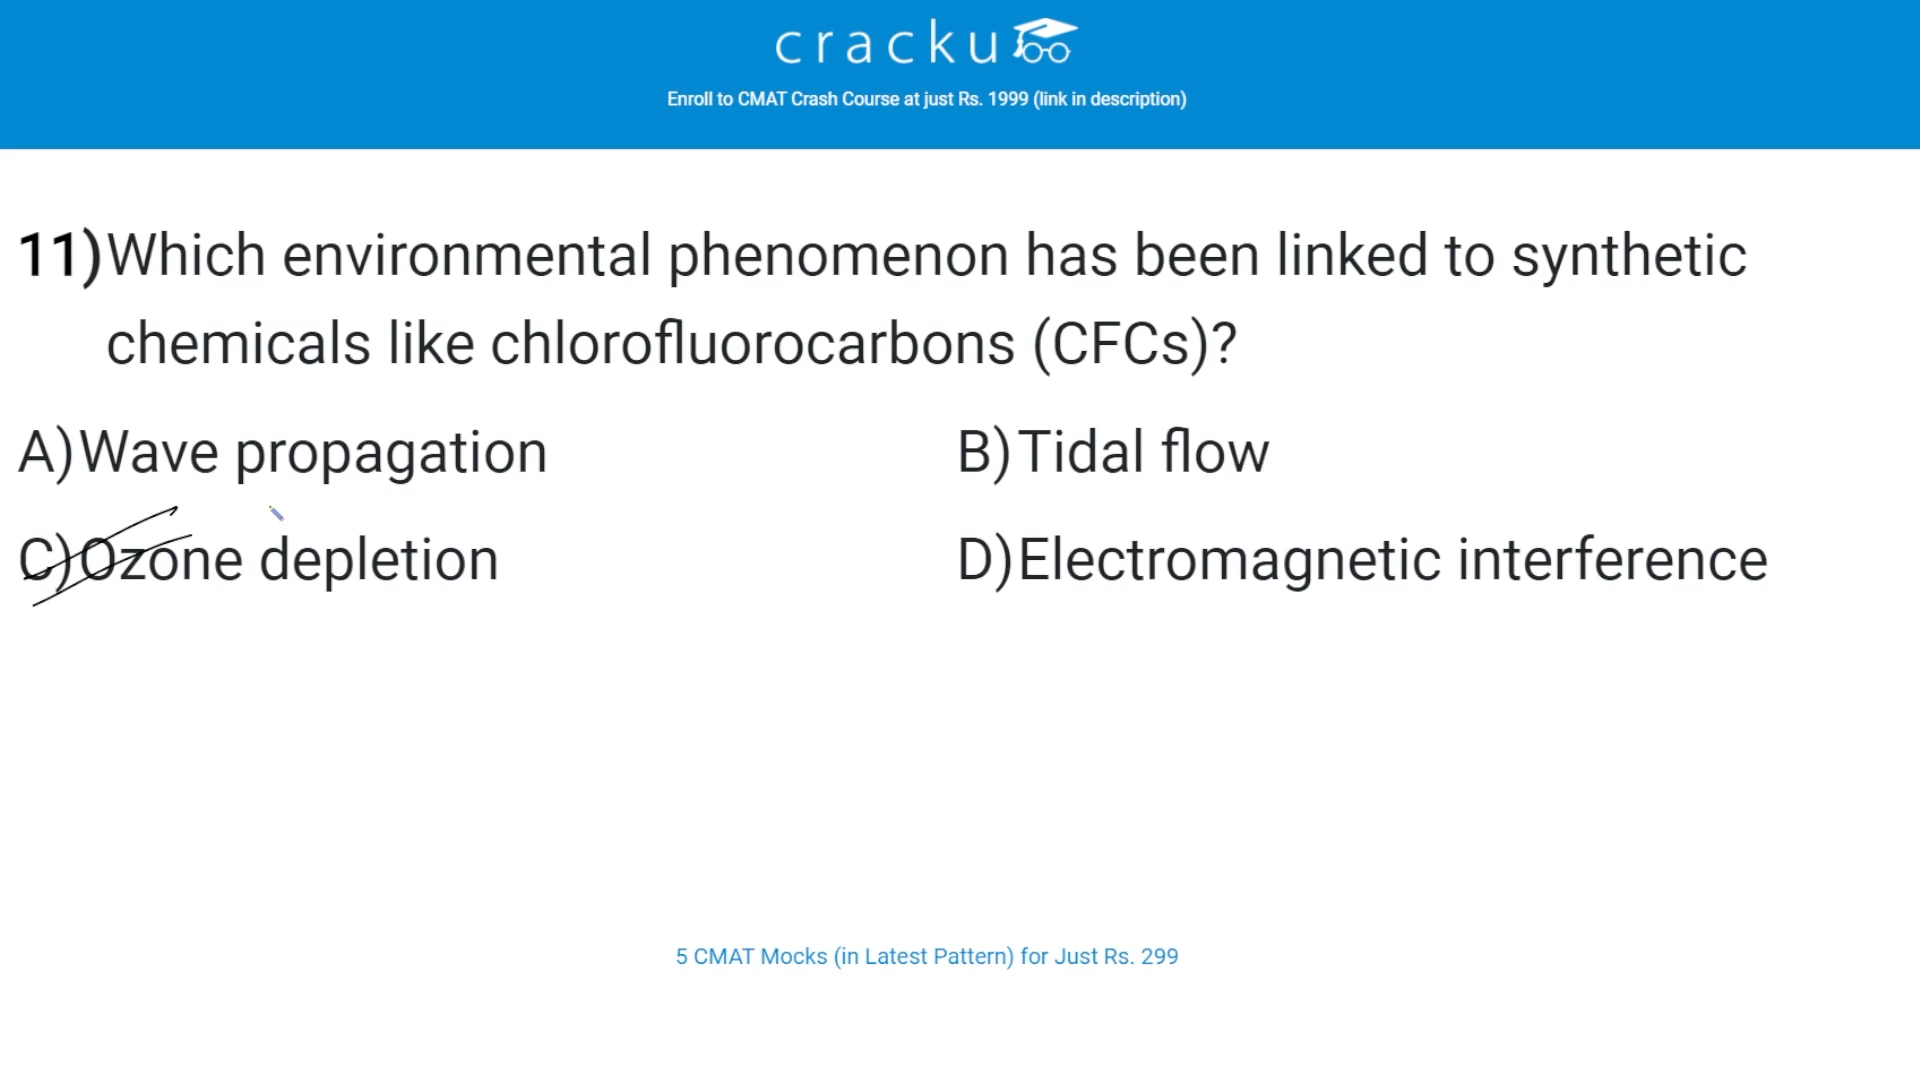 cracku
Enroll to CMAT Crash Course at just Rs. 1999 (link in description)
11) Which environmental phenomenon has been linked to synthetic
chemicals like chlorofluorocarbons (CFCs)?
A) Wave propagation B) Tidal flow
C) Ozone depletion D) Electromagnetic interference
5 CMAT Mocks (in Latest Pattern) for Just Rs. 299